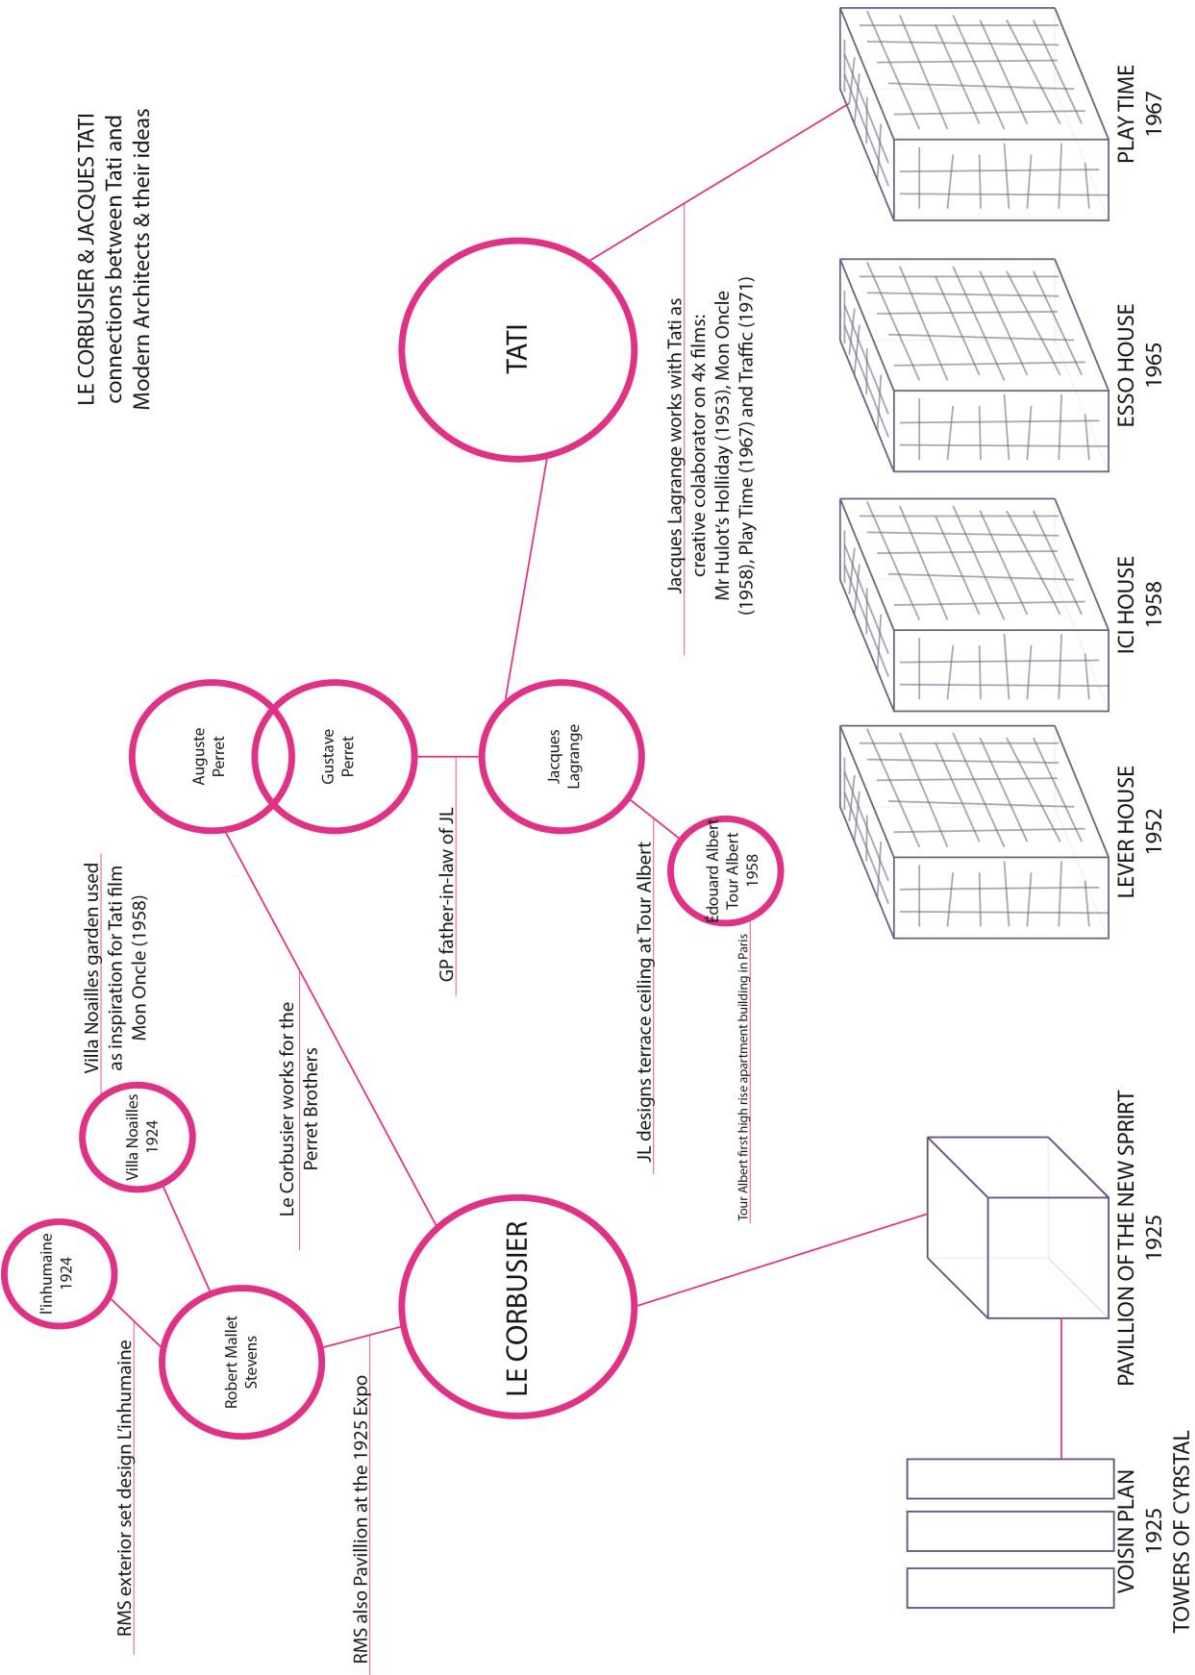 LE CORBUSIER & JACQUES TATI
connections between Tati and
Modern Architects & their ideas
l'inhumaine
1924
Villa Noailles
1924
Villa Noailles garden used
as inspiration for Tati film
Mon Oncle (1958)
RMS exterior set design L'inhumaine
Robert Mallet
Stevens
Le Corbusier works for the
Perret Brothers
Auguste
Perret
Gustave
Perret
RMS also Pavillion at the 1925 Expo
GP father-in-law of JL
LE CORBUSIER
Jacques
Lagrange
TATI
JL designs terrace ceiling at Tour Albert
Edouard Albert
Tour Albert
1958
Tour Albert first high rise apartment building in Paris
Jacques Lagrange works with Tati as
creative colaborator on 4x films:
Mr Hulot's Holliday (1953), Mon Oncle
(1958), Play Time (1967) and Traffic (1971)
VOISIN PLAN
1925
TOWERS OF CYRSTAL
PAVILLION OF THE NEW SPRIRT
1925
LEVER HOUSE
1952
ICI HOUSE
1958
ESSO HOUSE
1965
PLAY TIME
1967